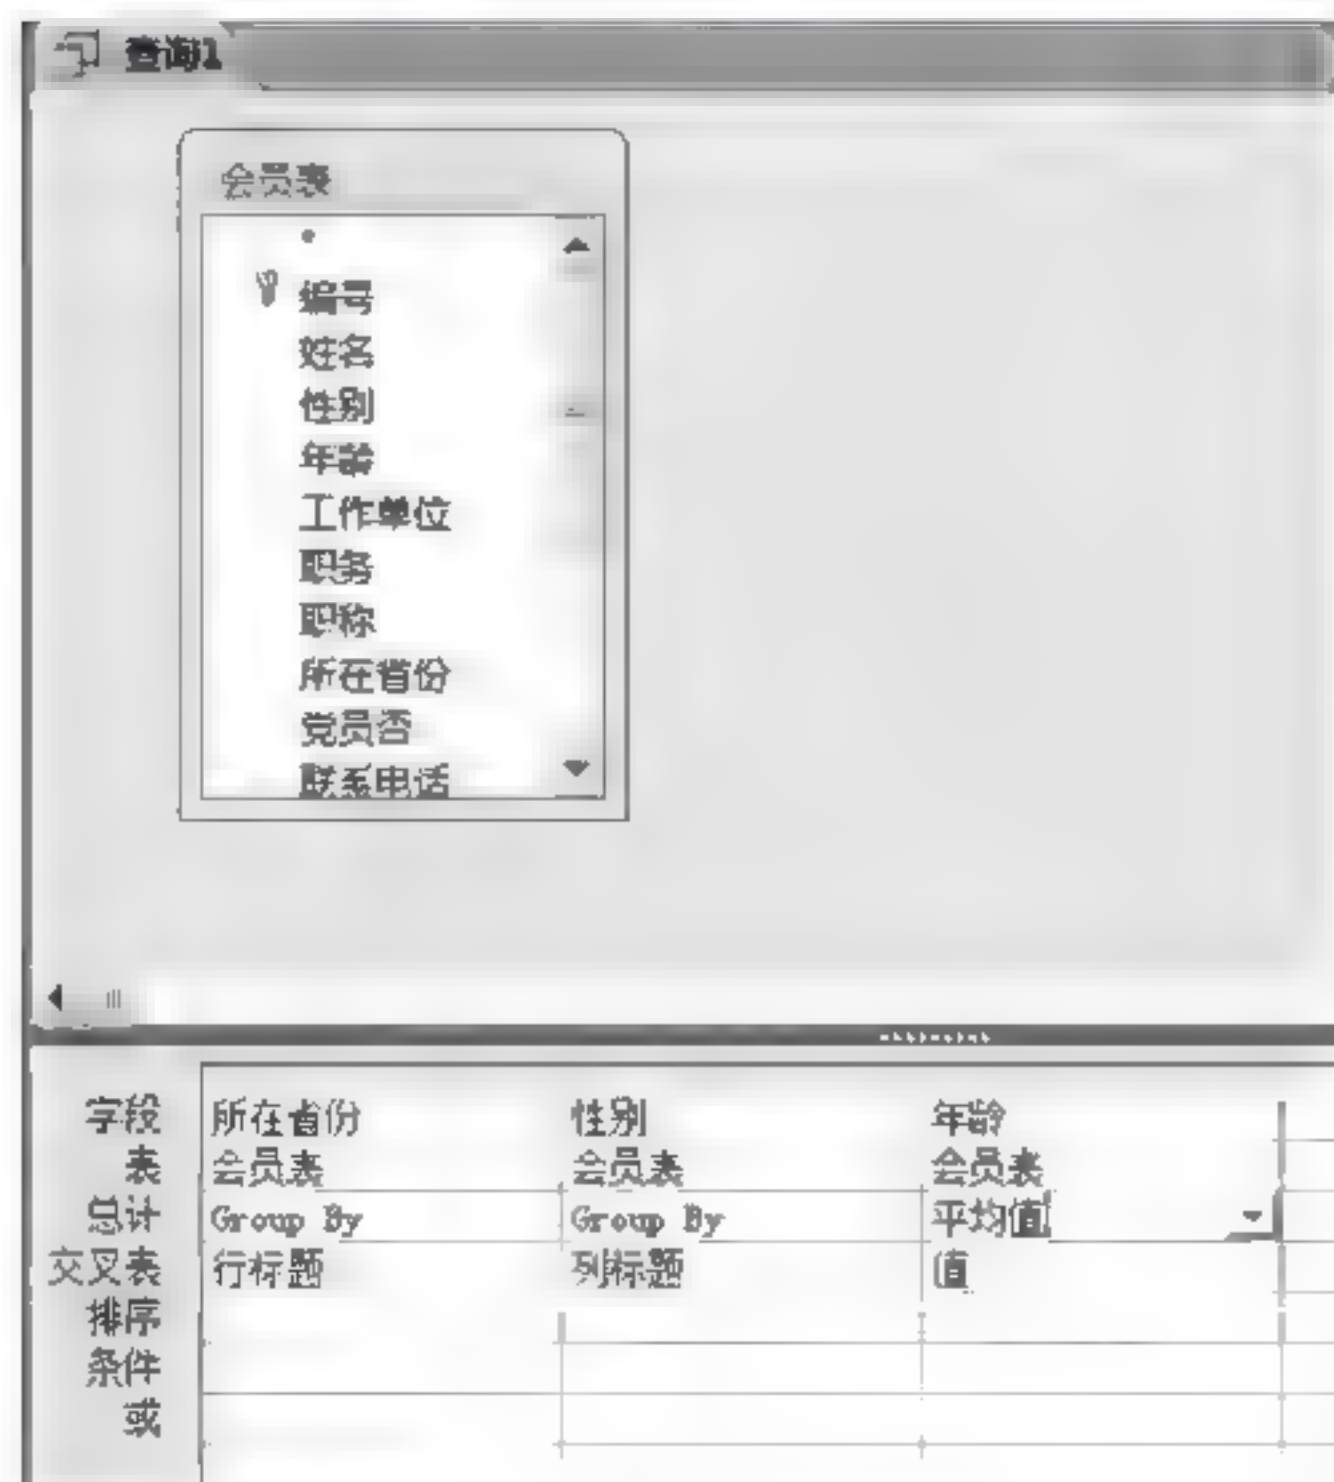 查询1
会员表
*
编号
姓名
性别
年龄
工作单位
职务
职称
所在省份
党员否
联系电话
字段 所在省份 性别 年龄
表 会员表 会员表 会员表
总计 Group By Group By 平均值
交叉表 行标题 列标题 值
排序
条件
或